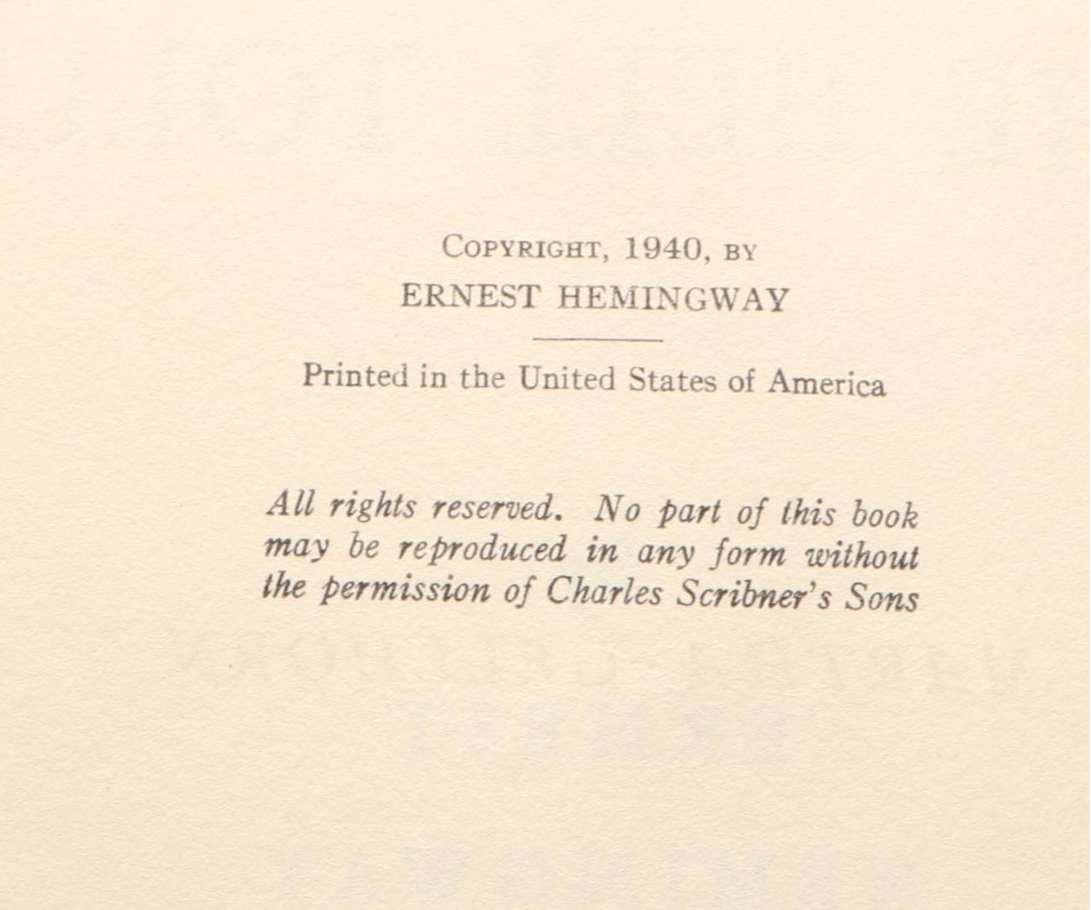 COPYRIGHT, 1940, BY
ERNEST HEMINGWAY
Printed in the United States of America
All rights reserved. No part of this book
may be reproduced in any form without
the permission of Charles Scribner's Sons